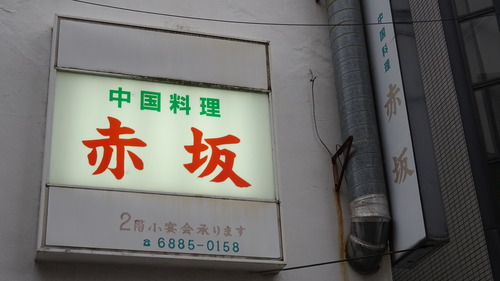 中国料理
赤坂
2階小宴会承ります
☎6885-0158
中国料理
赤坂